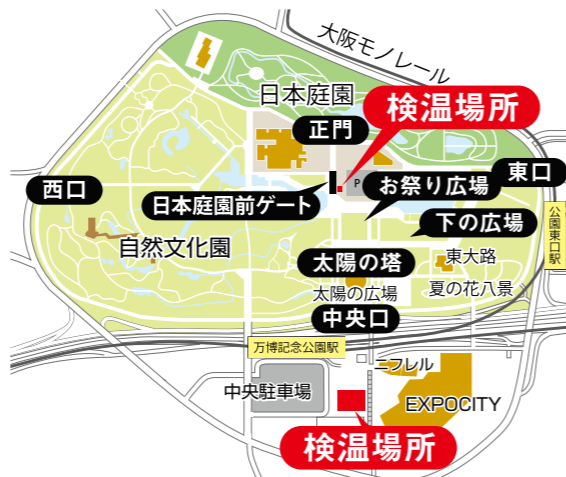 大阪モノレール
日本庭園
検温場所
正門
P
お祭り広場
東口
西口
日本庭園前ゲート
下の広場
公園東口駅
自然文化園
太陽の塔
東大路
太陽の広場
夏の花八景
中央口
万博記念公園駅
ニフレル
中央駐車場
EXPOCITY
検温場所